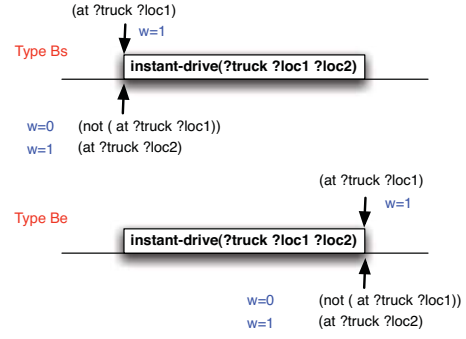 (at ?truck ?loc1)
w=1
Type Bs
instant-drive(?truck ?loc1 ?loc2)
w=0 (not ( at ?truck ?loc1))
w=1 (at ?truck ?loc2)
(at ?truck ?loc1)
w=1
Type Be
instant-drive(?truck ?loc1 ?loc2)
w=0 (not ( at ?truck ?loc1))
w=1 (at ?truck ?loc2)